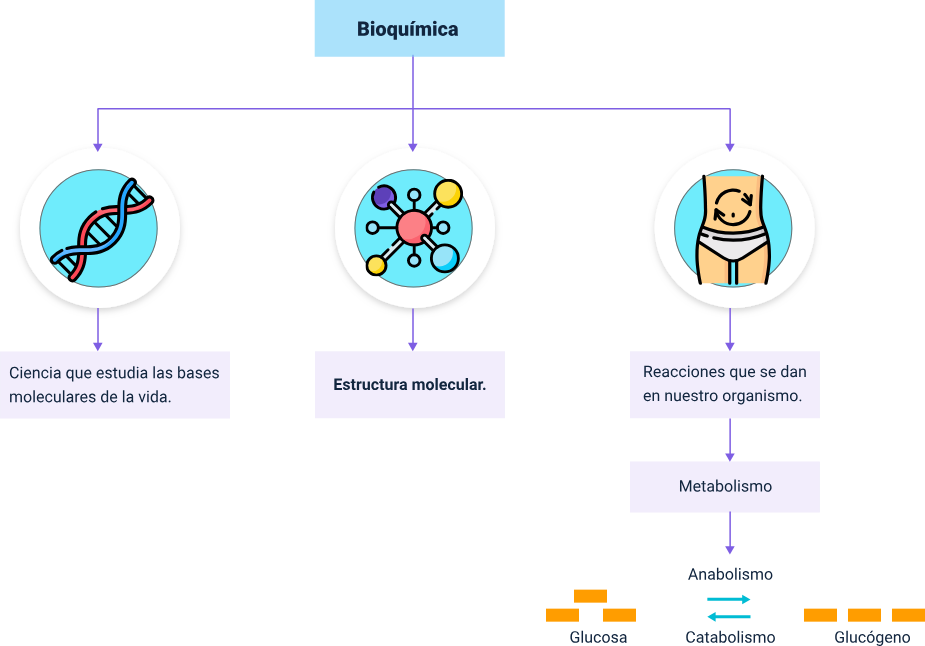 Bioquímica
Ciencia que estudia las bases
moleculares de la vida.
Estructura molecular.
Reacciones que se dan
en nuestro organismo.
Metabolismo
Anabolismo
Glucosa
Catabolismo
Glucógeno